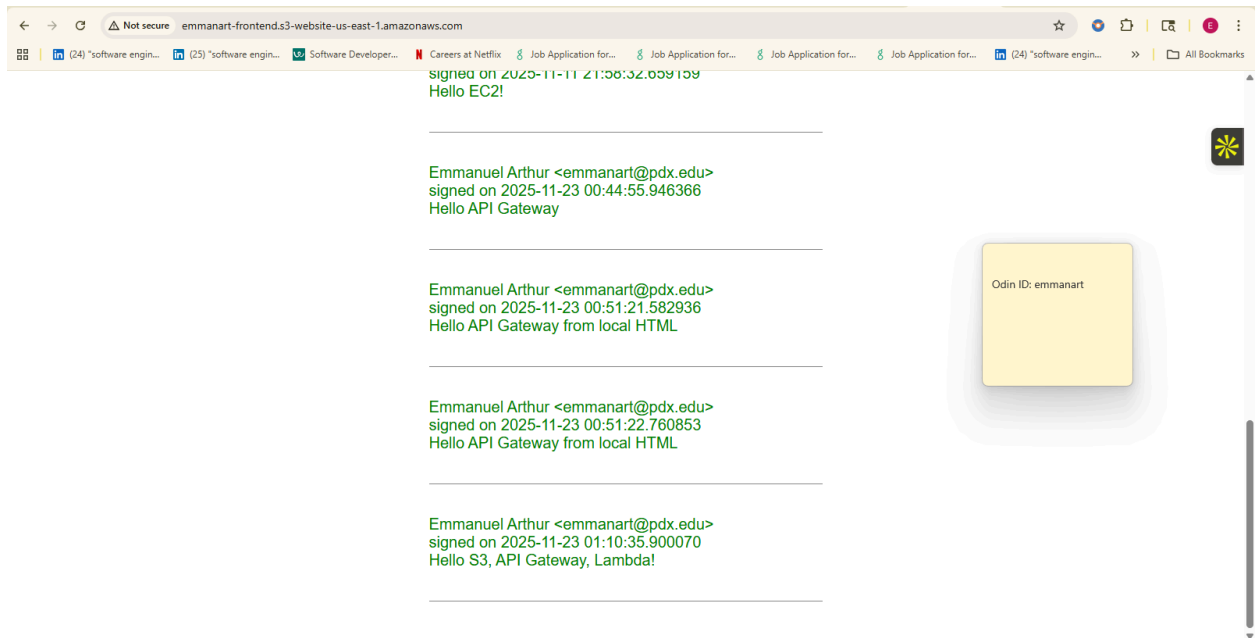 Not secure emmanart-frontend.s3-website-us-east-1.amazonaws.com
E
(24) "software engin... (25) "software engin... Software Developer... Careers at Netflix Job Application for... Job Application for... Job Application for... Job Application for... (24) "software engin... » All Bookmarks
signed on 2025-11-11 21:58:32.659159
Hello EC2!
Emmanuel Arthur <emmanart@pdx.edu>
signed on 2025-11-23 00:44:55.946366
Hello API Gateway
Emmanuel Arthur <emmanart@pdx.edu>
signed on 2025-11-23 00:51:21.582936
Hello API Gateway from local HTML
Emmanuel Arthur <emmanart@pdx.edu>
signed on 2025-11-23 00:51:22.760853
Hello API Gateway from local HTML
Emmanuel Arthur <emmanart@pdx.edu>
signed on 2025-11-23 01:10:35.900070
Hello S3, API Gateway, Lambda!
Odin ID: emmanart